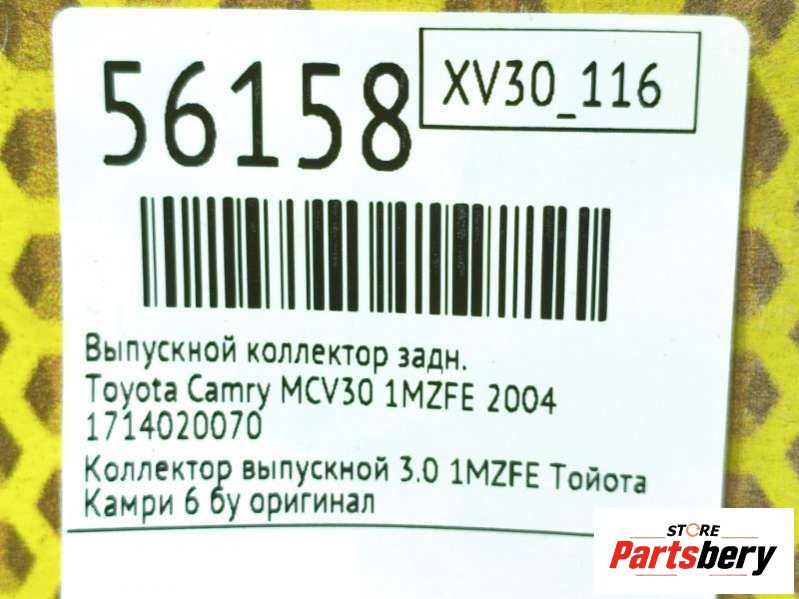 56158
XV30_116
Выпускной коллектор задн.
Toyota Camry MCV30 1MZFE 2004
1714020070
Коллектор выпускной 3.0 1MZFE Тойота
Камри 6 бу оригинал
STORE
Partsbery